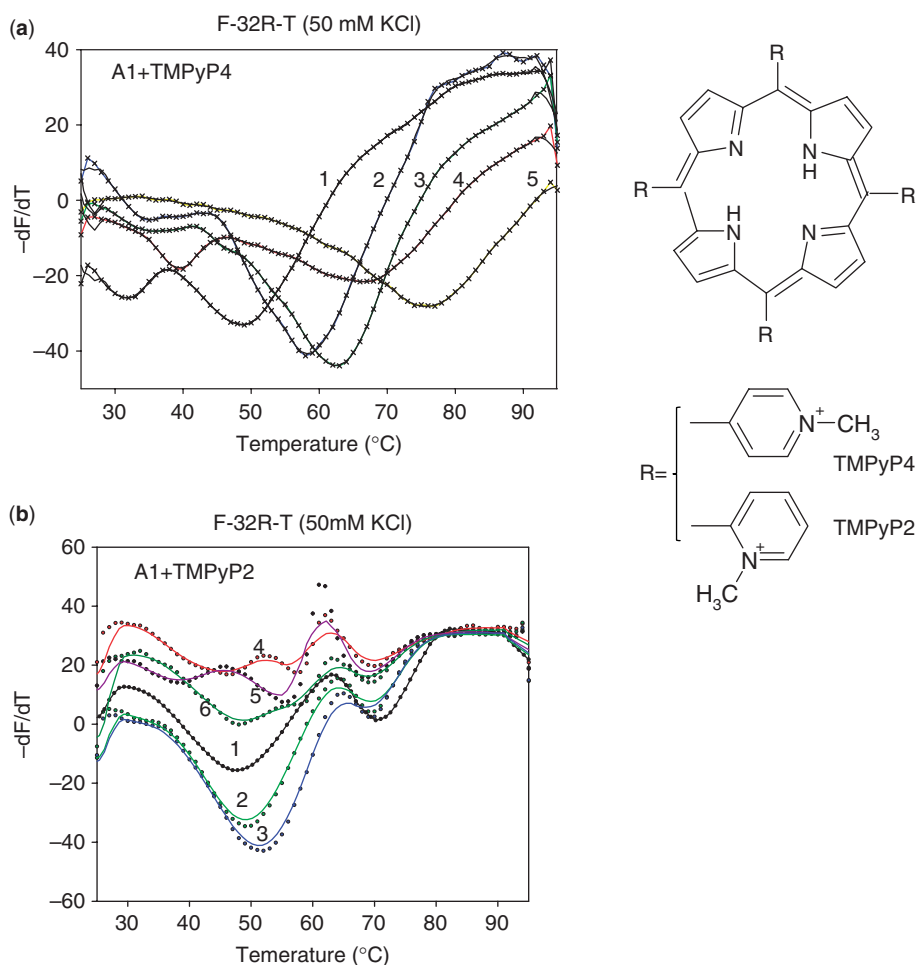 (a)
F-32R-T (50 mM KCl)
A1+TMPyP4
–dF/dT
40
20
0
–20
–40
1
2
3
4
5
30 40 50 60 70 80 90
Temperature (°C)
(b)
F-32R-T (50mM KCl)
A1+TMPyP2
–dF/dT
60
40
20
0
–20
–40
–60
4
5
6
1
2
3
30 40 50 60 70 80 90
Temerature (°C)
R
N
N
HN
R
R
H
N
N
R
R=
N+
CH3
TMPyP4
TMPyP2
N+
H3C